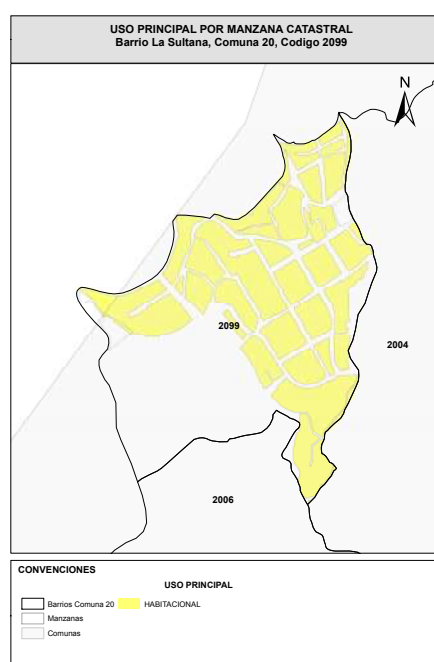 USO PRINCIPAL POR MANZANA CATASTRAL
Barrio La Sultana, Comuna 20, Codigo 2099
N
2099
2004
2006
CONVENCIONES
USO PRINCIPAL
Barrios Comuna 20
HABITACIONAL
Manzanas
Comunas